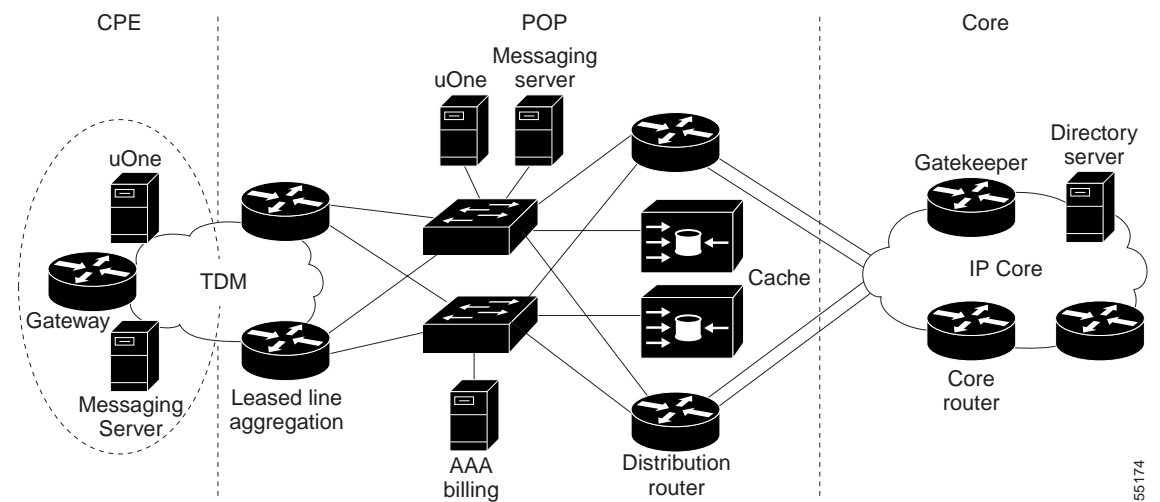 CPE
POP
Core
uOne
Messaging
server
uOne
Directory
server
Gatekeeper
TDM
IP Core
Cache
Gateway
Messaging
Server
Leased line
aggregation
AAA
billing
Distribution
router
Core
router
55174